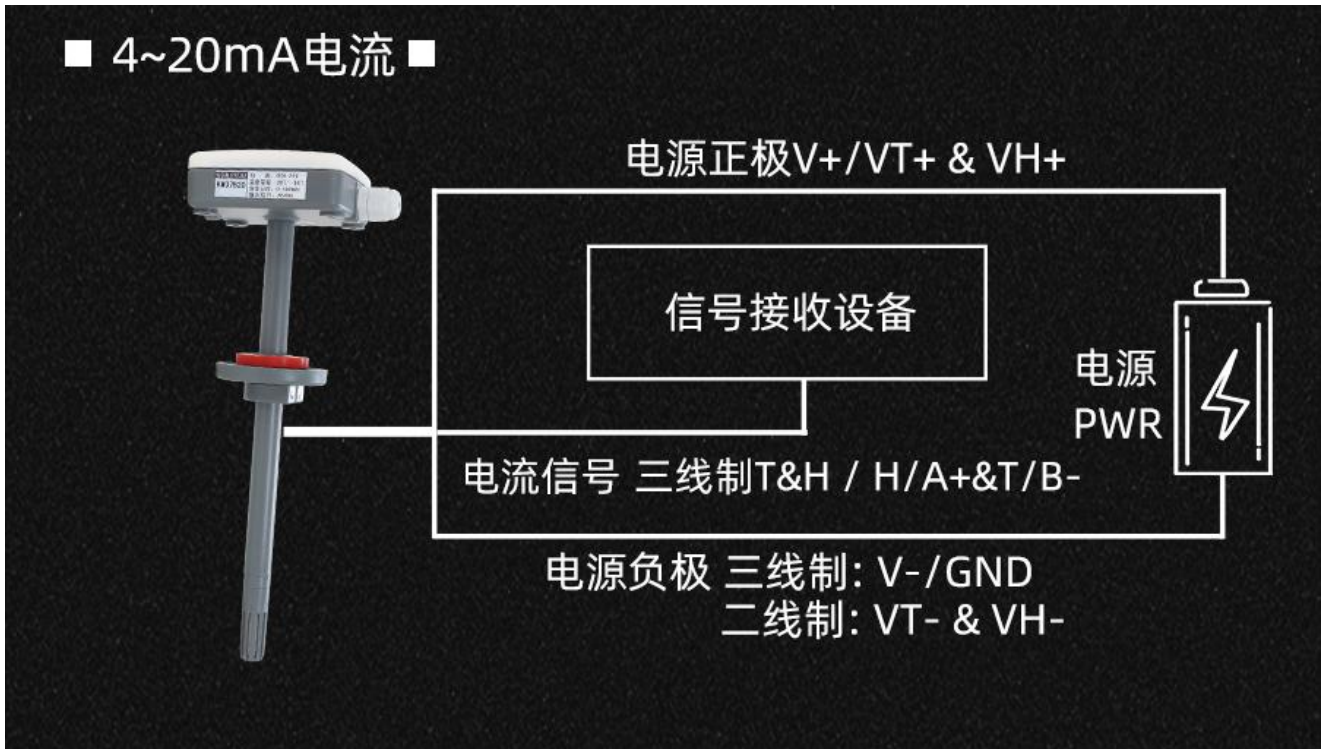 ■ 4~20mA电流 ■
电源正极V+/VT+ & VH+
信号接收设备
电源
PWR
电流信号 三线制T&H / H/A+&T/B-
电源负极 三线制: V-/GND
二线制: VT- & VH-